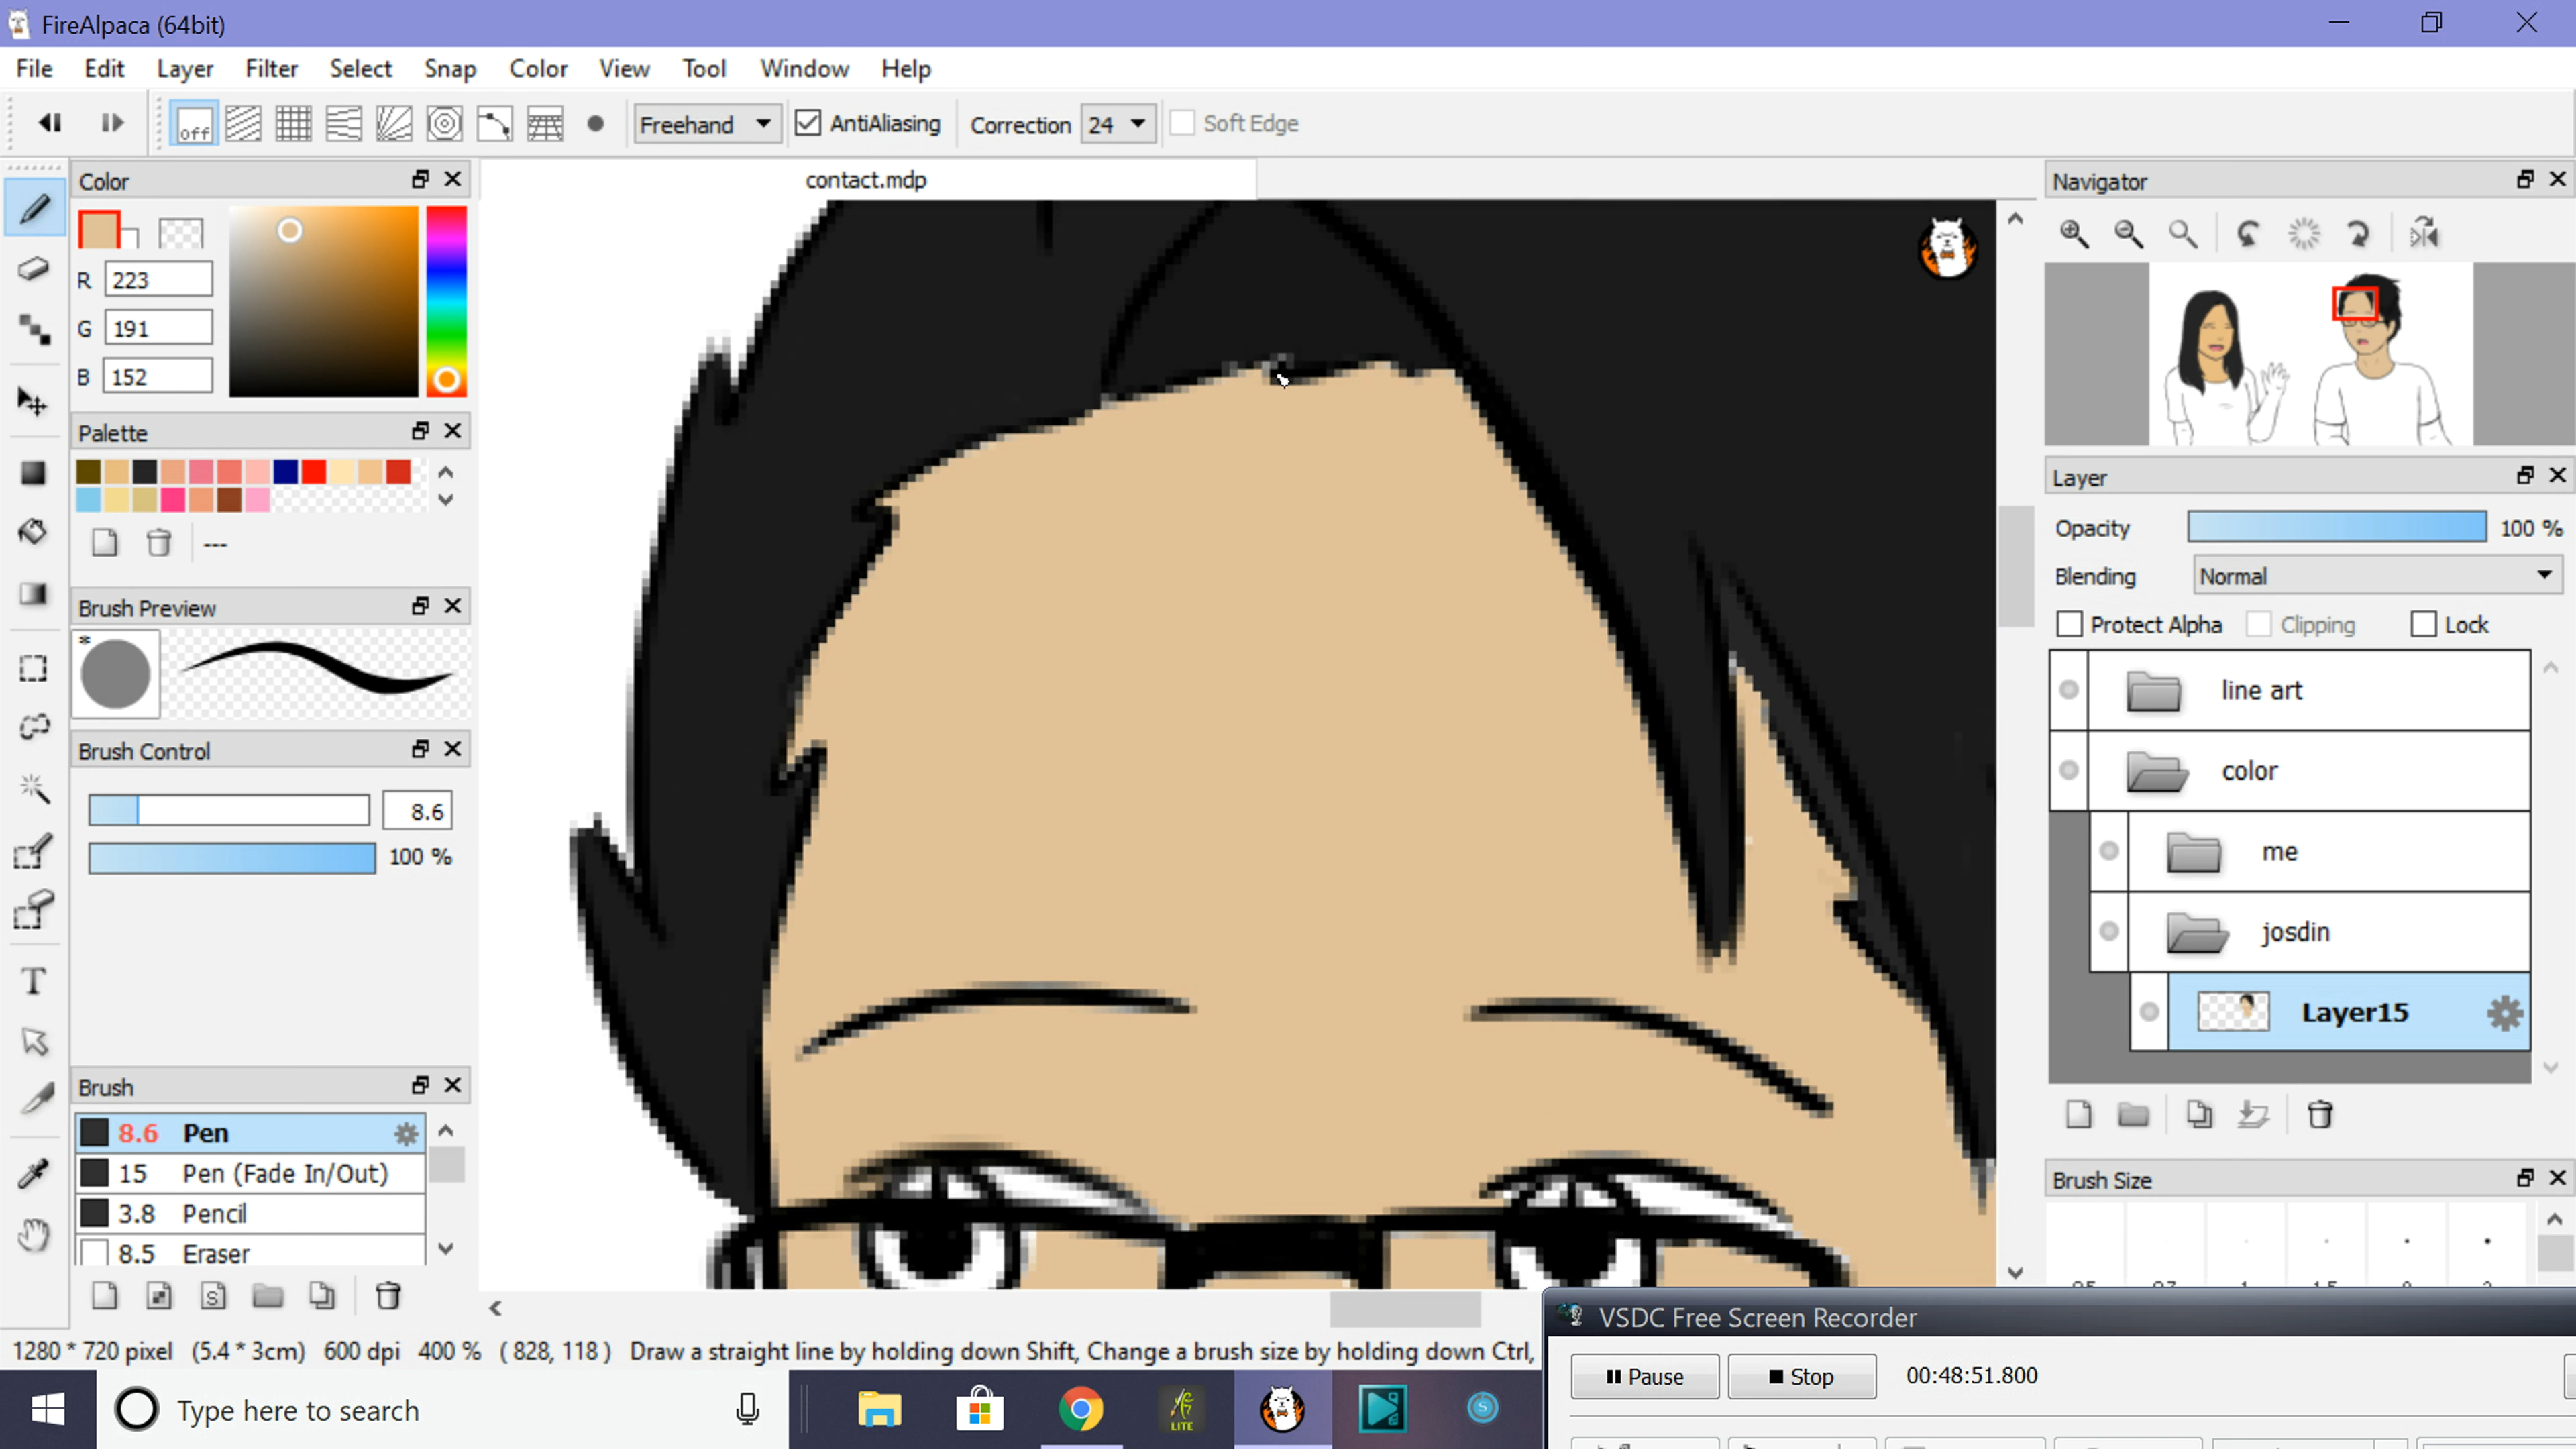 FireAlpaca (64bit)
File Edit Layer Filter Select Snap Color View Tool Window Help
off Freehand AntiAliasing Correction 24 Soft Edge
Color
R 223
G 191
B 152
Palette
---
Brush Preview
*
Brush Control
8.6
100 %
Brush
8.6 Pen
15 Pen (Fade In/Out)
3.8 Pencil
8.5 Eraser
contact.mdp
Navigator
Layer
Opacity 100 %
Blending Normal
Protect Alpha Clipping Lock
line art
color
me
josdin
Layer15
Brush Size
1280 * 720 pixel (5.4 * 3cm) 600 dpi 400 % ( 828, 118 ) Draw a straight line by holding down Shift, Change a brush size by holding down Ctrl,
VSDC Free Screen Recorder
Pause Stop 00:48:51.800
Type here to search
LITE
S